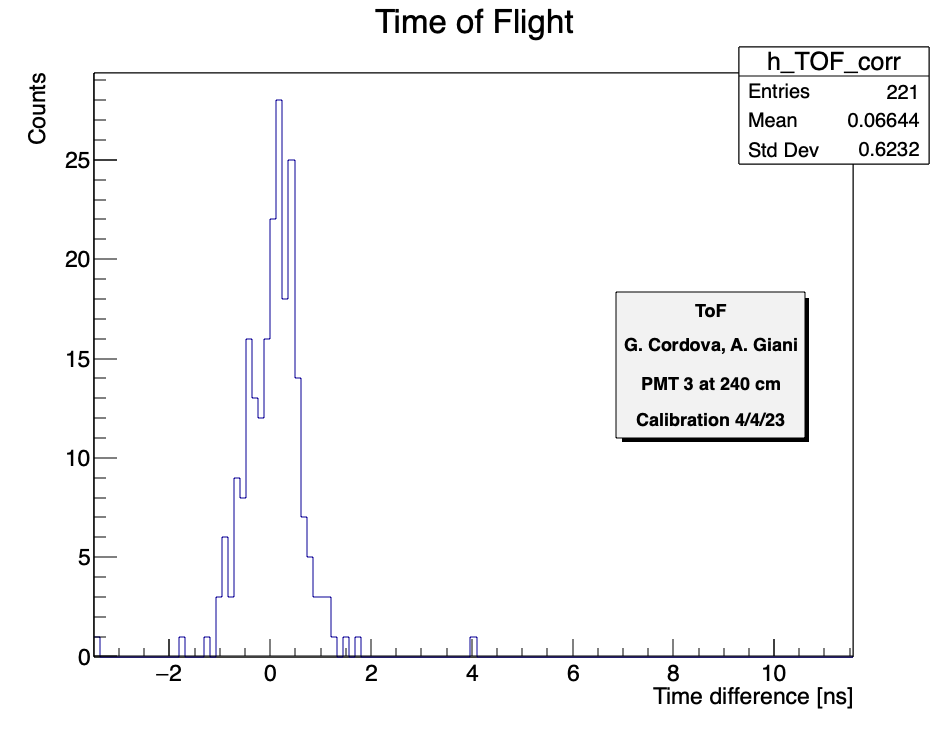 Time of Flight
h_TOF_corr
Entries 221
Mean 0.06644
Std Dev 0.6232
Counts
25
20
15
10
5
0
ToF
G. Cordova, A. Giani
PMT 3 at 240 cm
Calibration 4/4/23
−2 0 2 4 6 8 10
Time difference [ns]